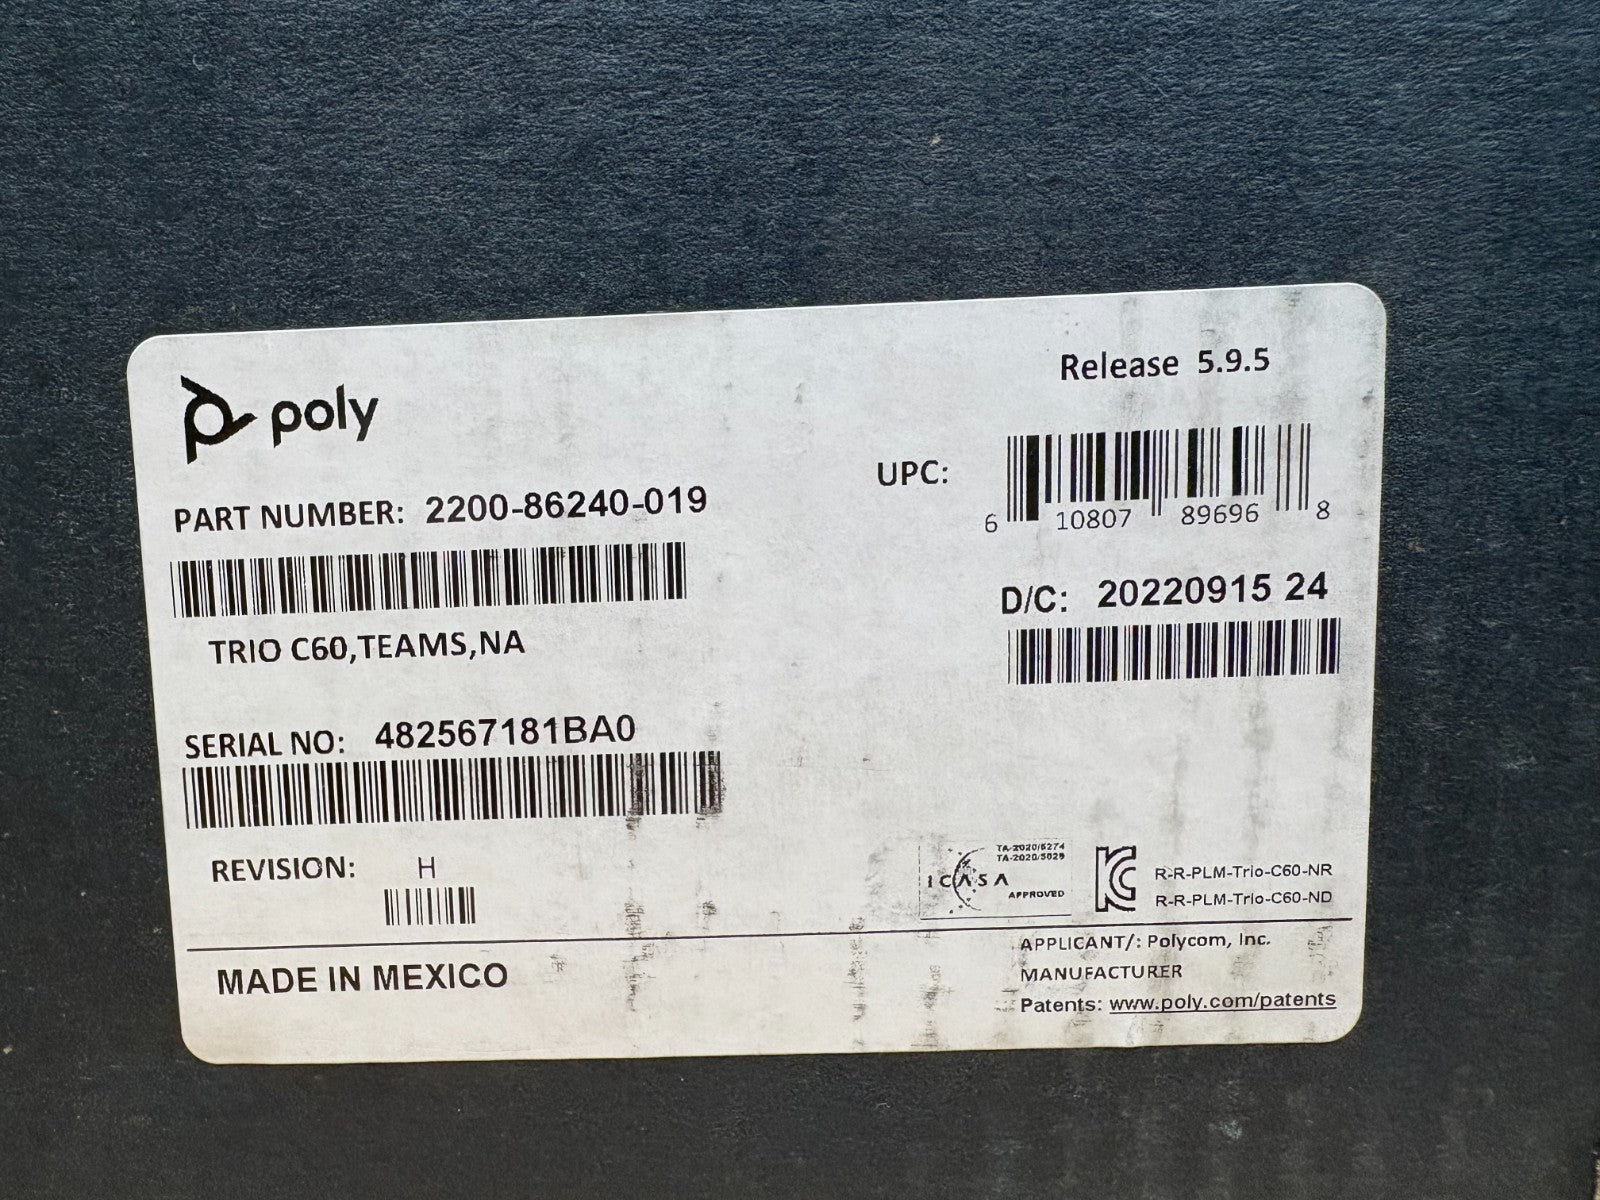 poly
Release 5.9.5
PART NUMBER: 2200-86240-019
UPC:
6 10807 89696 8
TRIO C60,TEAMS,NA
D/C: 20220915 24
SERIAL NO: 482567181BA0
REVISION: H
TA-2020/5274
TA-2020/5029
ICASA
APPROVED
R-R-PLM-Trio-C60-NR
R-R-PLM-Trio-C60-ND
MADE IN MEXICO
APPLICANT/: Polycom, Inc.
MANUFACTURER
Patents: www.poly.com/patents